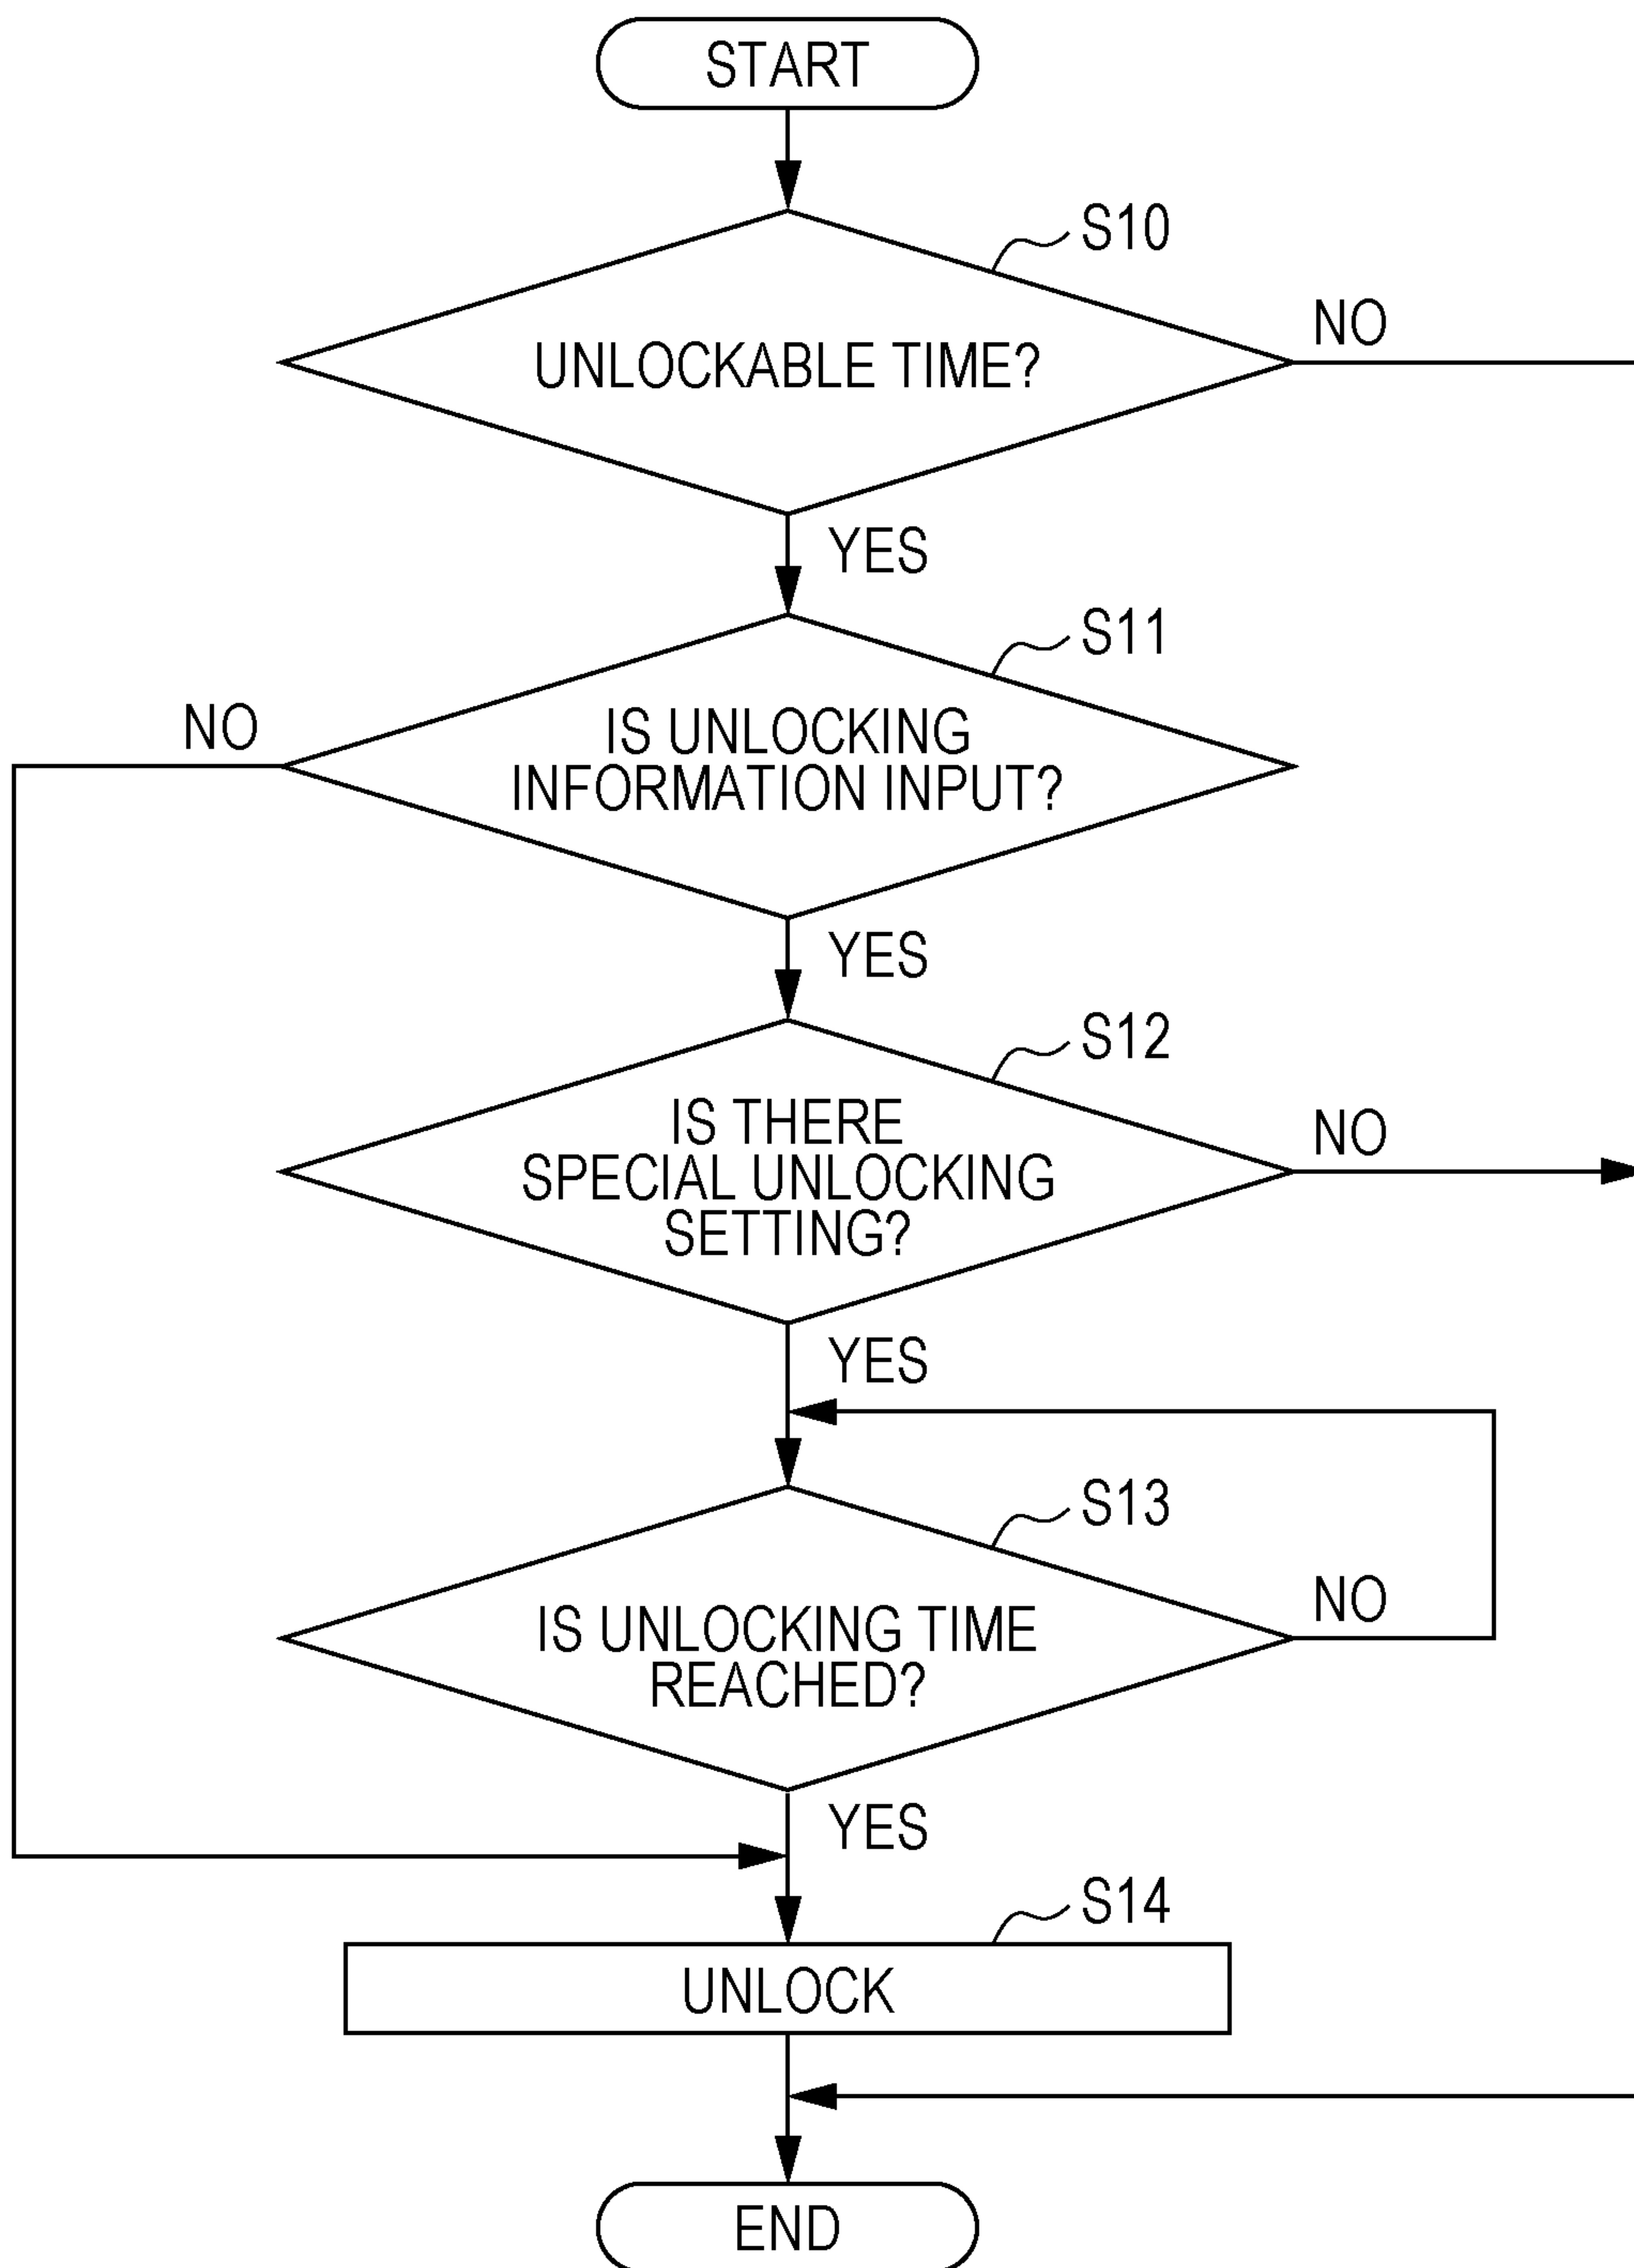 START
S10
UNLOCKABLE TIME?
NO
YES
S11
NO
IS UNLOCKING
INFORMATION INPUT?
YES
S12
IS THERE
SPECIAL UNLOCKING
SETTING?
NO
YES
S13
IS UNLOCKING TIME
REACHED?
NO
YES
S14
UNLOCK
END